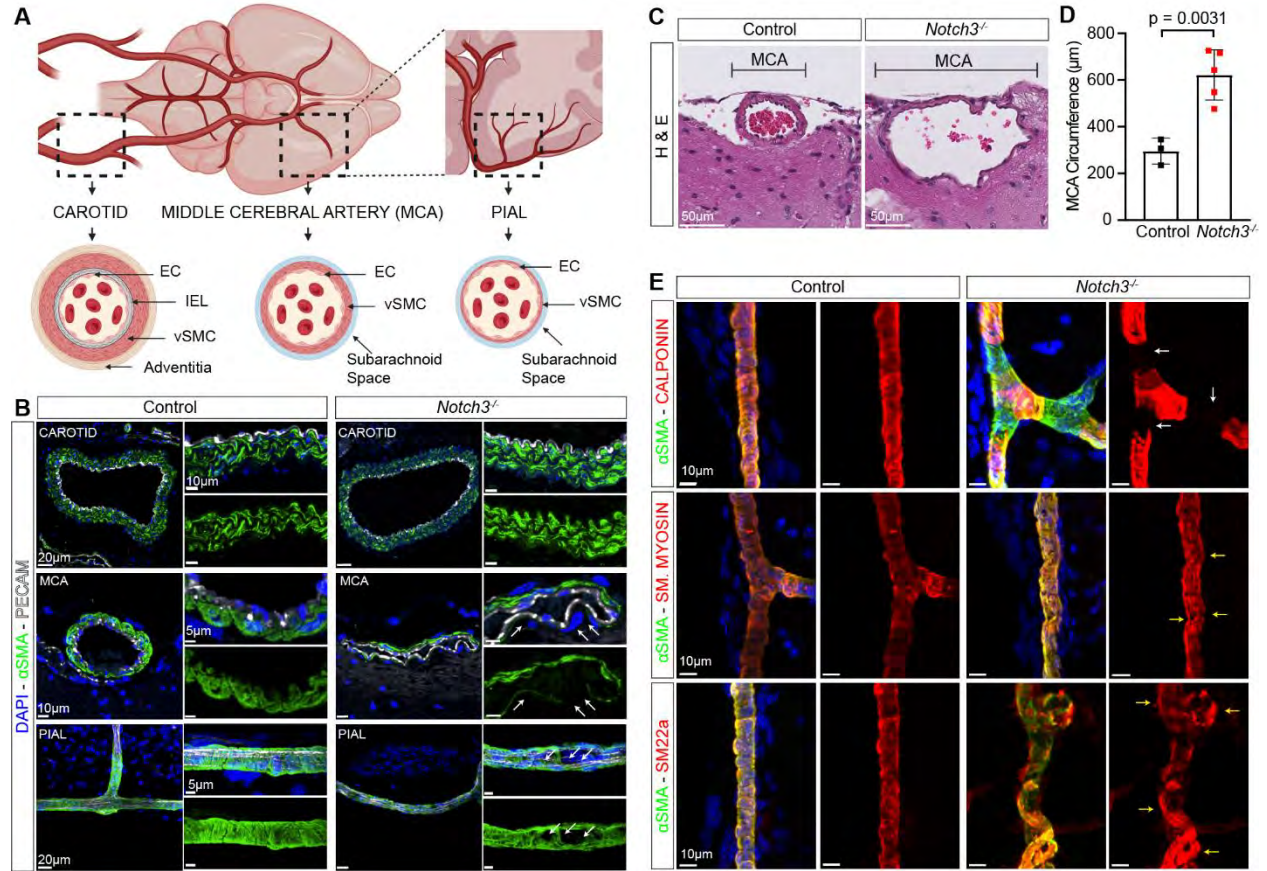 A
CAROTID
MIDDLE CEREBRAL ARTERY (MCA)
PIAL
EC
IEL
vSMC
Adventitia
EC
vSMC
Subarachnoid
Space
EC
vSMC
Subarachnoid
Space
B
Control
Notch3-/-
DAPI - αSMA - PECAM
CAROTID
10µm
20µm
CAROTID
MCA
5µm
10µm
MCA
PIAL
5µm
20µm
PIAL
C
Control
Notch3-/-
H & E
MCA
50µm
MCA
50µm
D
p = 0.0031
MCA Circumference (µm)
800
600
400
200
0
Control
Notch3-/-
E
Control
Notch3-/-
αSMA - CALPONIN
10µm
αSMA - SM. MYOSIN
10µm
αSMA - SM22a
10µm